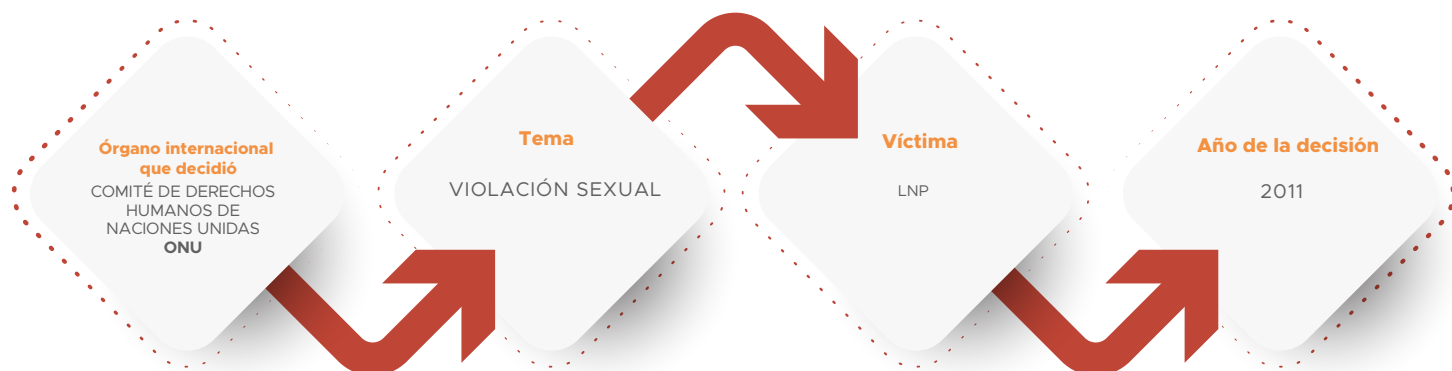 Órgano internacional
que decidió
COMITÉ DE DERECHOS
HUMANOS DE
NACIONES UNIDAS
ONU
Tema
VIOLACIÓN SEXUAL
Víctima
LNP
Año de la decisión
2011